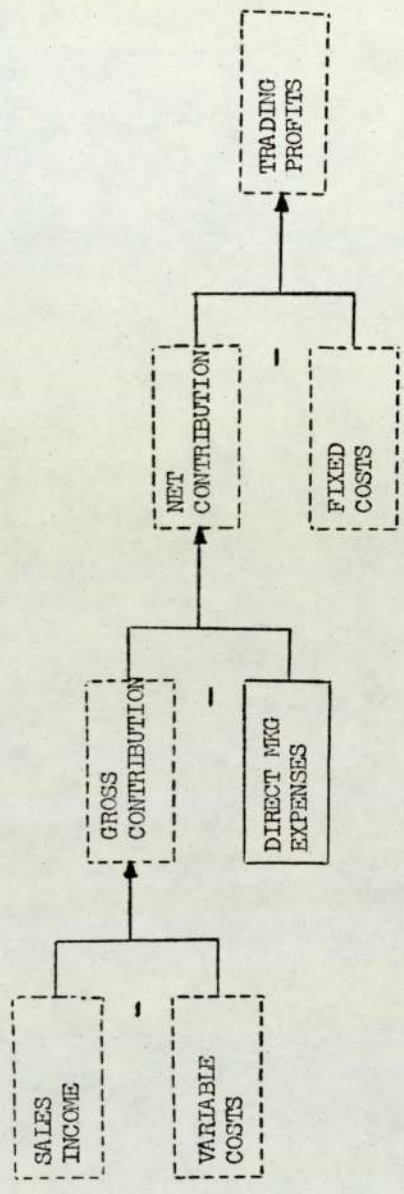 SALES
INCOME
VARIABLE
COSTS
GROSS
CONTRIBUTION
DIRECT MKG
EXPENSES
NET
CONTRIBUTION
FIXED
COSTS
TRADING
PROFITS